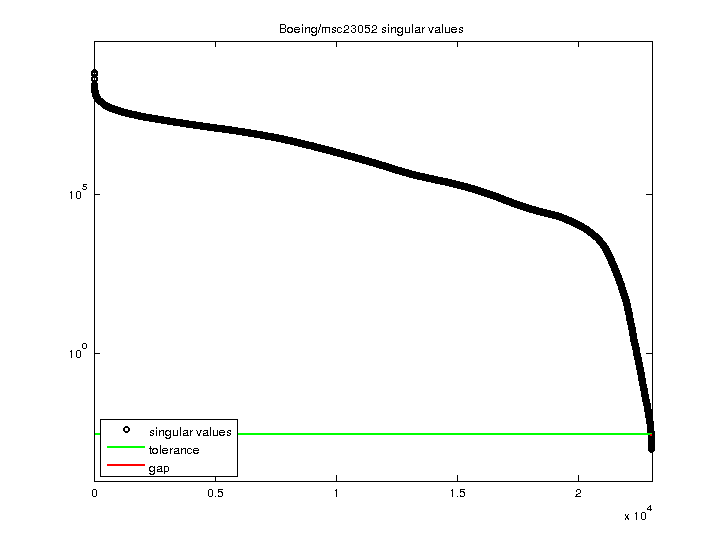 Boeing/msc23052 singular values
10^5
10^0
singular values
tolerance
gap
0 0.5 1 1.5 2
x 10^4